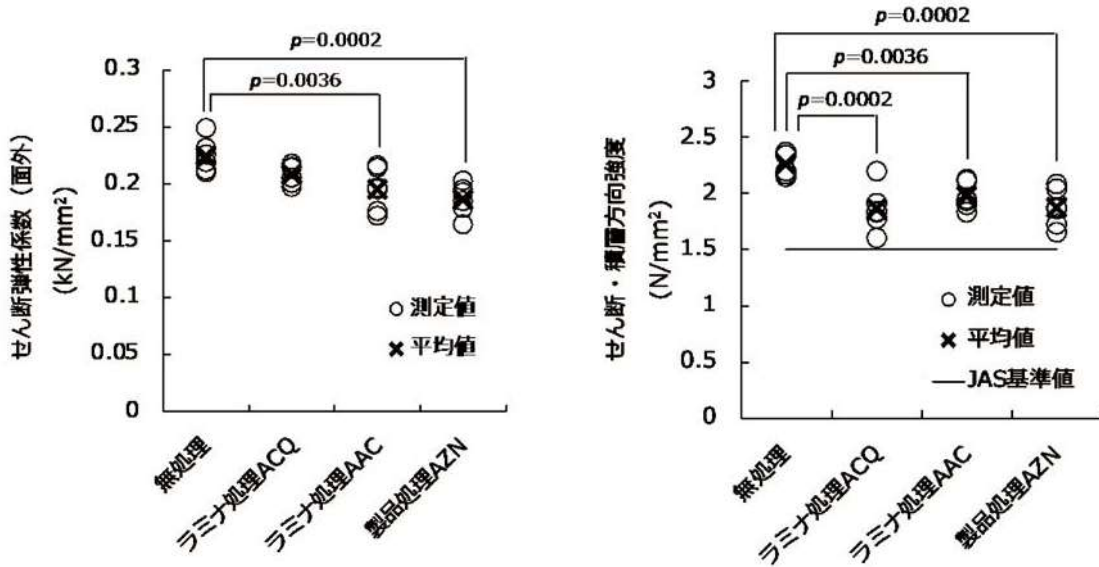 p=0.0002
p=0.0036
せん断弾性係数（面外）
(kN/mm²)
0.3
0.25
0.2
0.15
0.1
0.05
0
測定値
平均値
無処理
ラミナ処理ACQ
ラミナ処理AAC
製品処理AZN
p=0.0002
p=0.0036
p=0.0002
せん断・積層方向強度
(N/mm²)
3
2.5
2
1.5
1
0.5
0
測定値
平均値
JAS基準値
無処理
ラミナ処理ACQ
ラミナ処理AAC
製品処理AZN